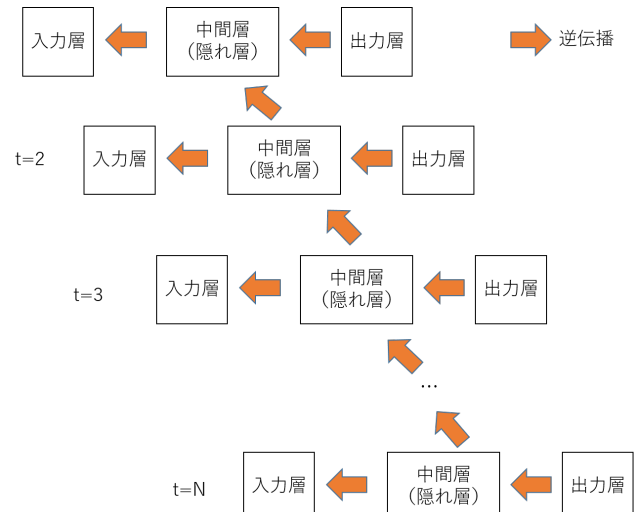 入力層
中間層
（隠れ層）
出力層
逆伝播
t=2
入力層
中間層
（隠れ層）
出力層
t=3
入力層
中間層
（隠れ層）
出力層
…
t=N
入力層
中間層
（隠れ層）
出力層